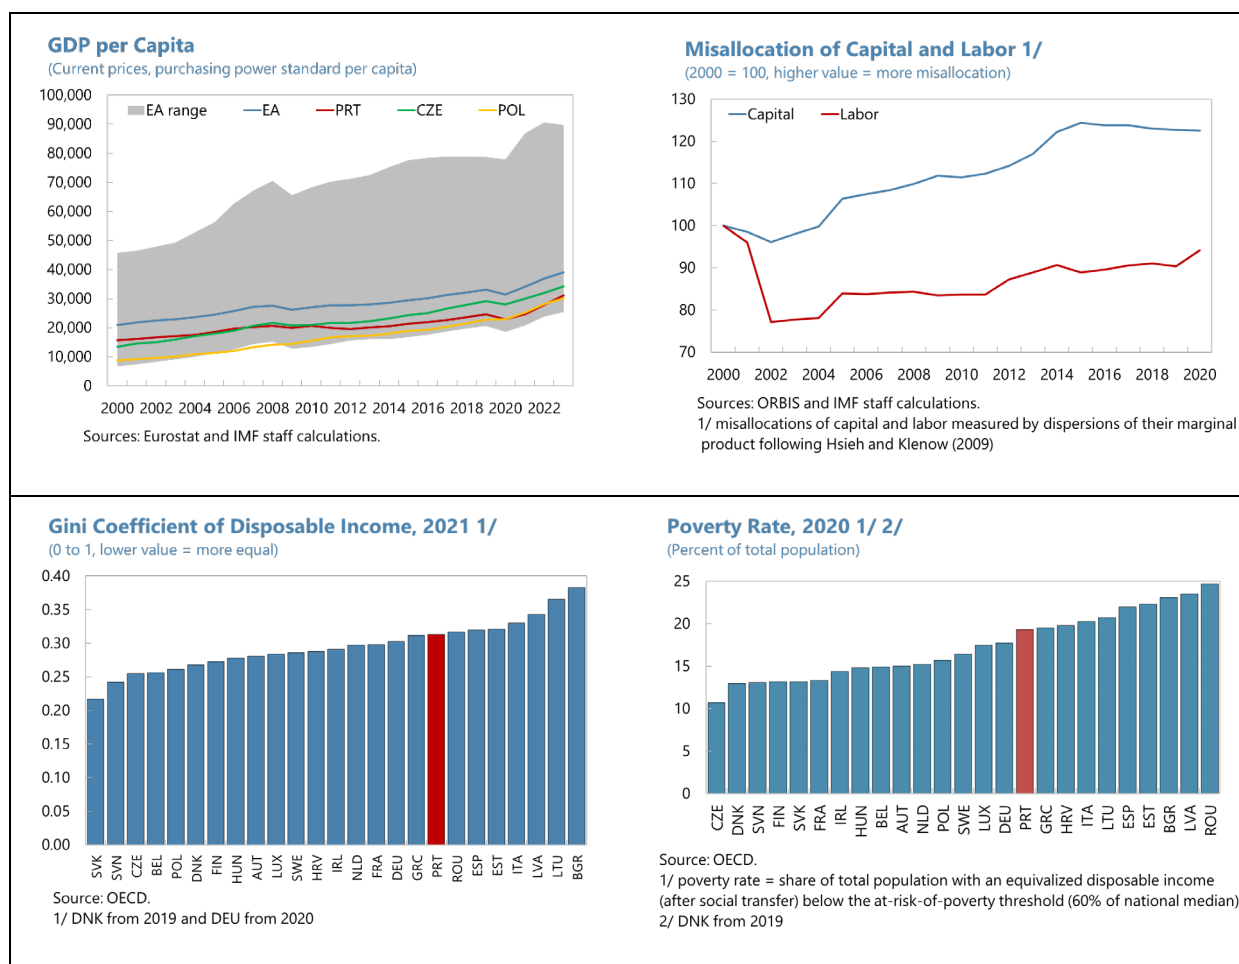 GDP per Capita
(Current prices, purchasing power standard per capita)
100,000
90,000
80,000
70,000
60,000
50,000
40,000
30,000
20,000
10,000
0
EA range EA PRT CZE POL
2000 2002 2004 2006 2008 2010 2012 2014 2016 2018 2020 2022
Sources: Eurostat and IMF staff calculations.
Misallocation of Capital and Labor 1/
(2000 = 100, higher value = more misallocation)
130
120
110
100
90
80
70
Capital Labor
2000 2002 2004 2006 2008 2010 2012 2014 2016 2018 2020
Sources: ORBIS and IMF staff calculations.
1/ misallocations of capital and labor measured by dispersions of their marginal
product following Hsieh and Klenow (2009)
Gini Coefficient of Disposable Income, 2021 1/
(0 to 1, lower value = more equal)
0.40
0.35
0.30
0.25
0.20
0.15
0.10
0.05
0.00
SVK SVN CZE BEL POL DNK FIN HUN AUT LUX SWE HRV IRL NLD FRA DEU GRC PRT ROU ESP EST ITA LVA LTU BGR
Source: OECD.
1/ DNK from 2019 and DEU from 2020
Poverty Rate, 2020 1/ 2/
(Percent of total population)
25
20
15
10
5
0
CZE DNK SVN FIN SVK FRA IRL HUN BEL AUT NLD POL SWE LUX DEU PRT GRC HRV ITA LTU ESP EST BGR LVA ROU
Source: OECD.
1/ poverty rate = share of total population with an equivalized disposable income
(after social transfer) below the at-risk-of-poverty threshold (60% of national median)
2/ DNK from 2019